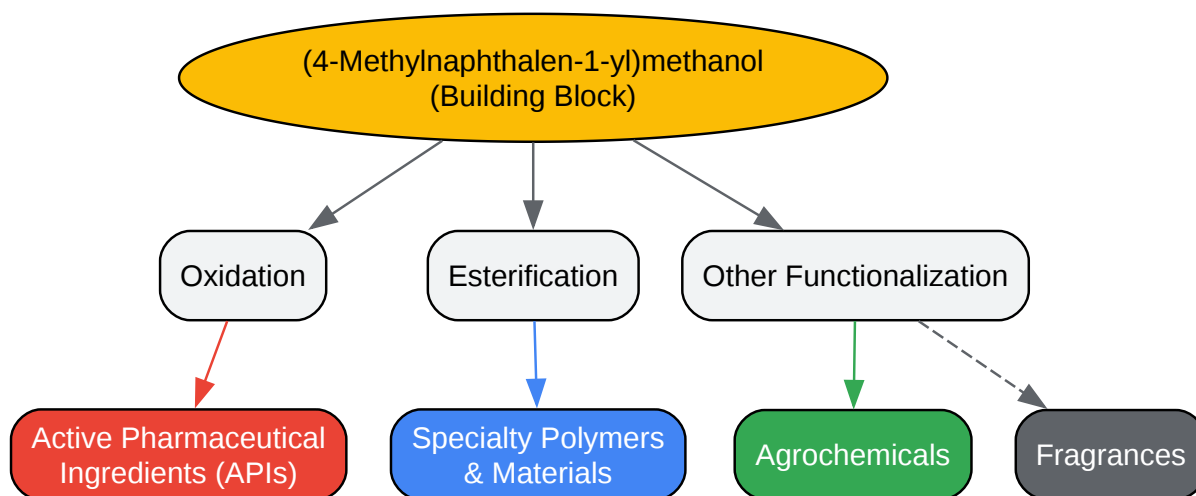 (4-Methylnaphthalen-1-yl)methanol
(Building Block)
Oxidation
Esterification
Other Functionalization
Active Pharmaceutical
Ingredients (APIs)
Specialty Polymers
& Materials
Agrochemicals
Fragrances